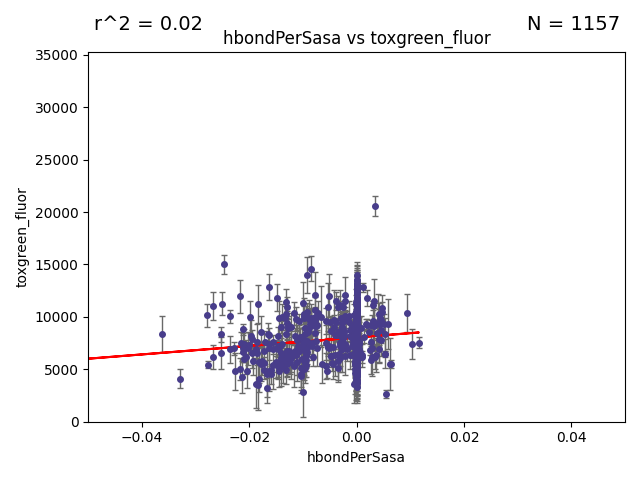 r^2 = 0.02
N = 1157
hbondPerSasa vs toxgreen_fluor
35000
30000
25000
20000
15000
10000
5000
0
toxgreen_fluor
−0.04
−0.02
0.00
0.02
0.04
hbondPerSasa